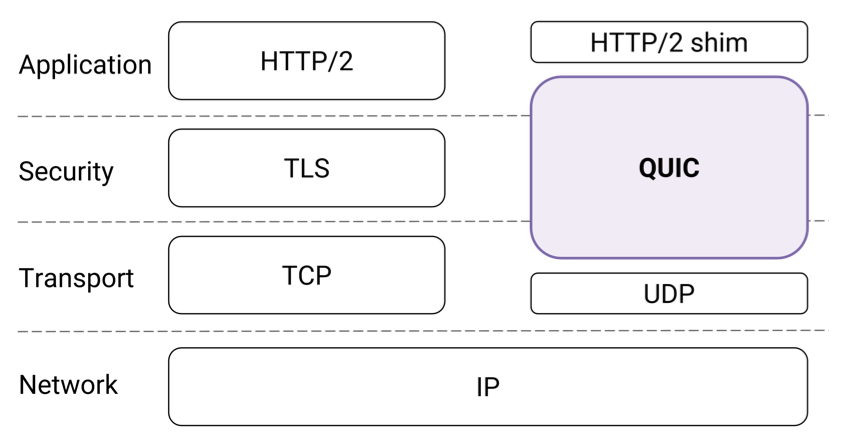 Application
HTTP/2
HTTP/2 shim
Security
TLS
QUIC
Transport
TCP
UDP
Network
IP